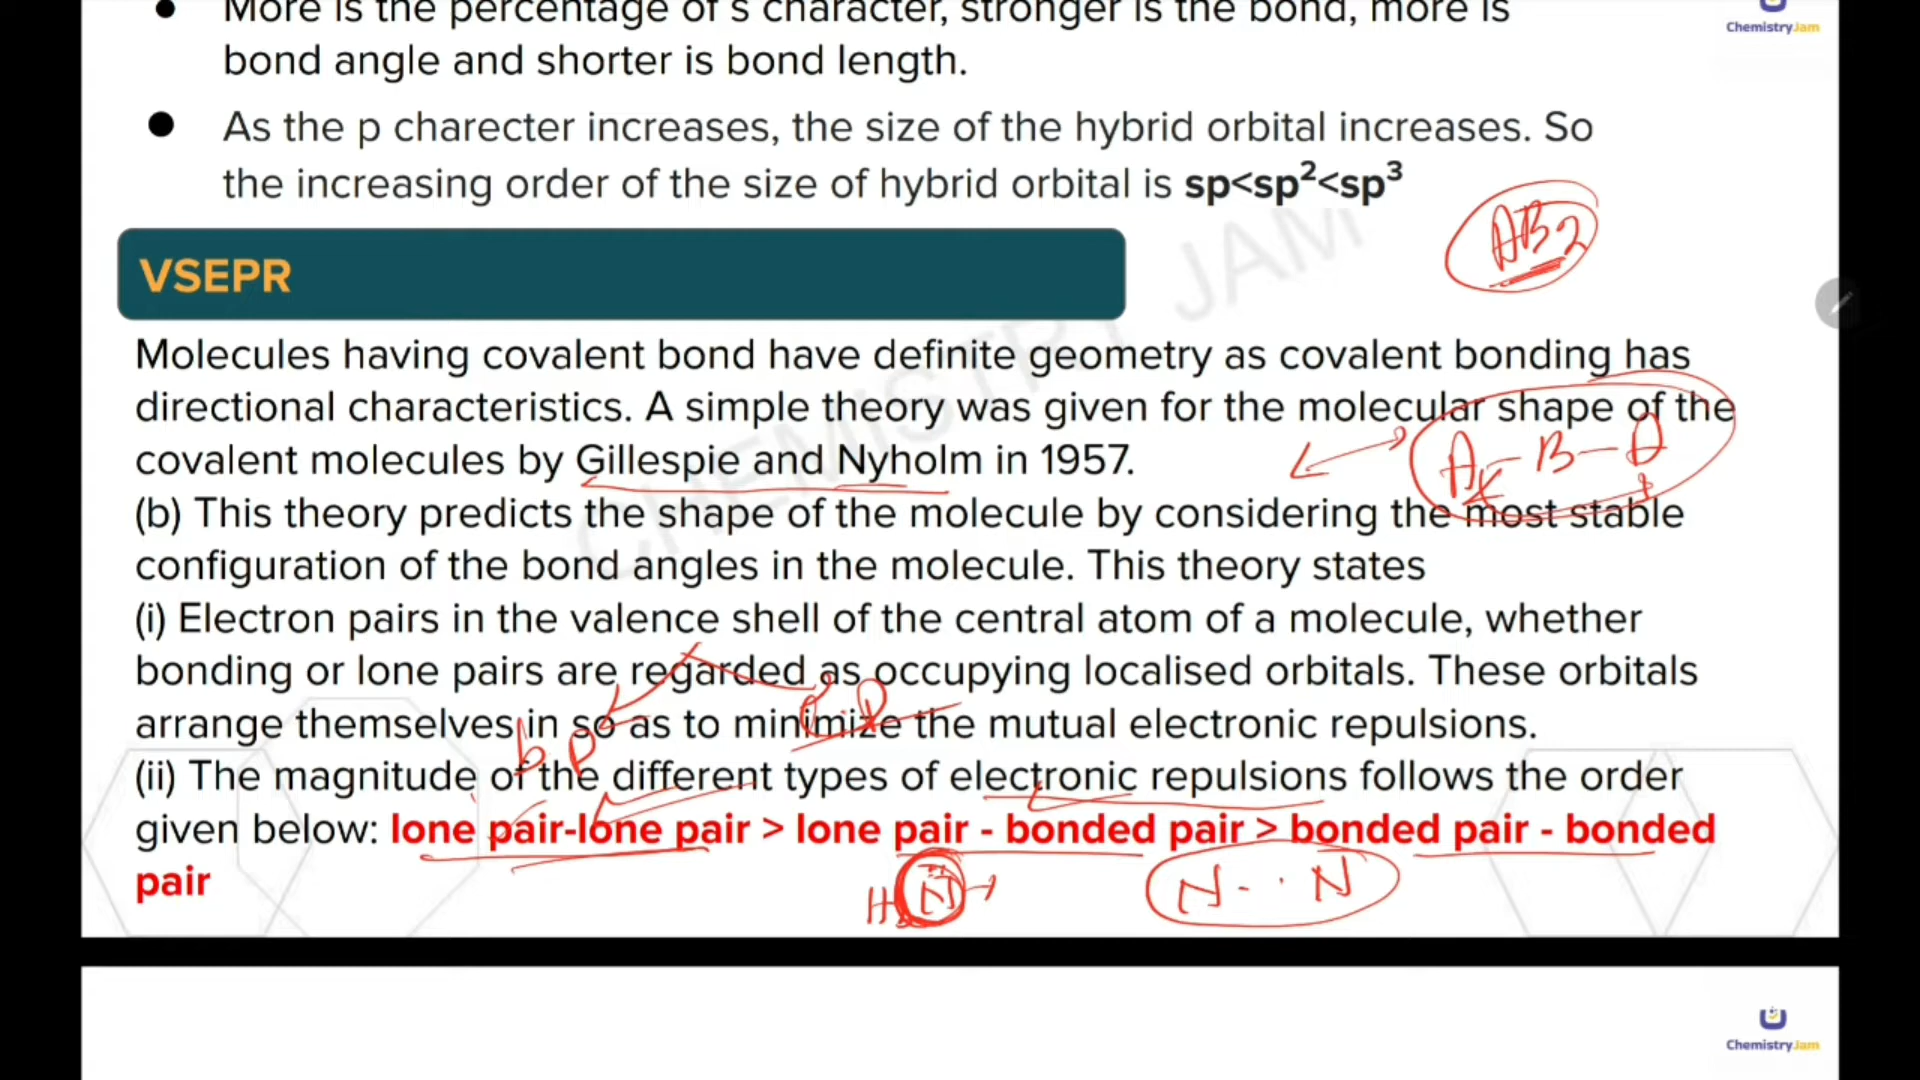 More is the percentage of s character, stronger is the bond, more is
bond angle and shorter is bond length.
ChemistryJam
As the p charecter increases, the size of the hybrid orbital increases. So
the increasing order of the size of hybrid orbital is sp<sp²<sp³
AB2
VSEPR
CHEMISTRY JAM
Molecules having covalent bond have definite geometry as covalent bonding has
directional characteristics. A simple theory was given for the molecular shape of the
covalent molecules by Gillespie and Nyholm in 1957.
A-B-A
(b) This theory predicts the shape of the molecule by considering the most stable
configuration of the bond angles in the molecule. This theory states
(i) Electron pairs in the valence shell of the central atom of a molecule, whether
bonding or lone pairs are regarded as occupying localised orbitals. These orbitals
arrange themselves in so as to minimize the mutual electronic repulsions.
b.p l.p
(ii) The magnitude of the different types of electronic repulsions follows the order
given below: lone pair-lone pair > lone pair - bonded pair > bonded pair - bonded
pair
N N
ChemistryJam